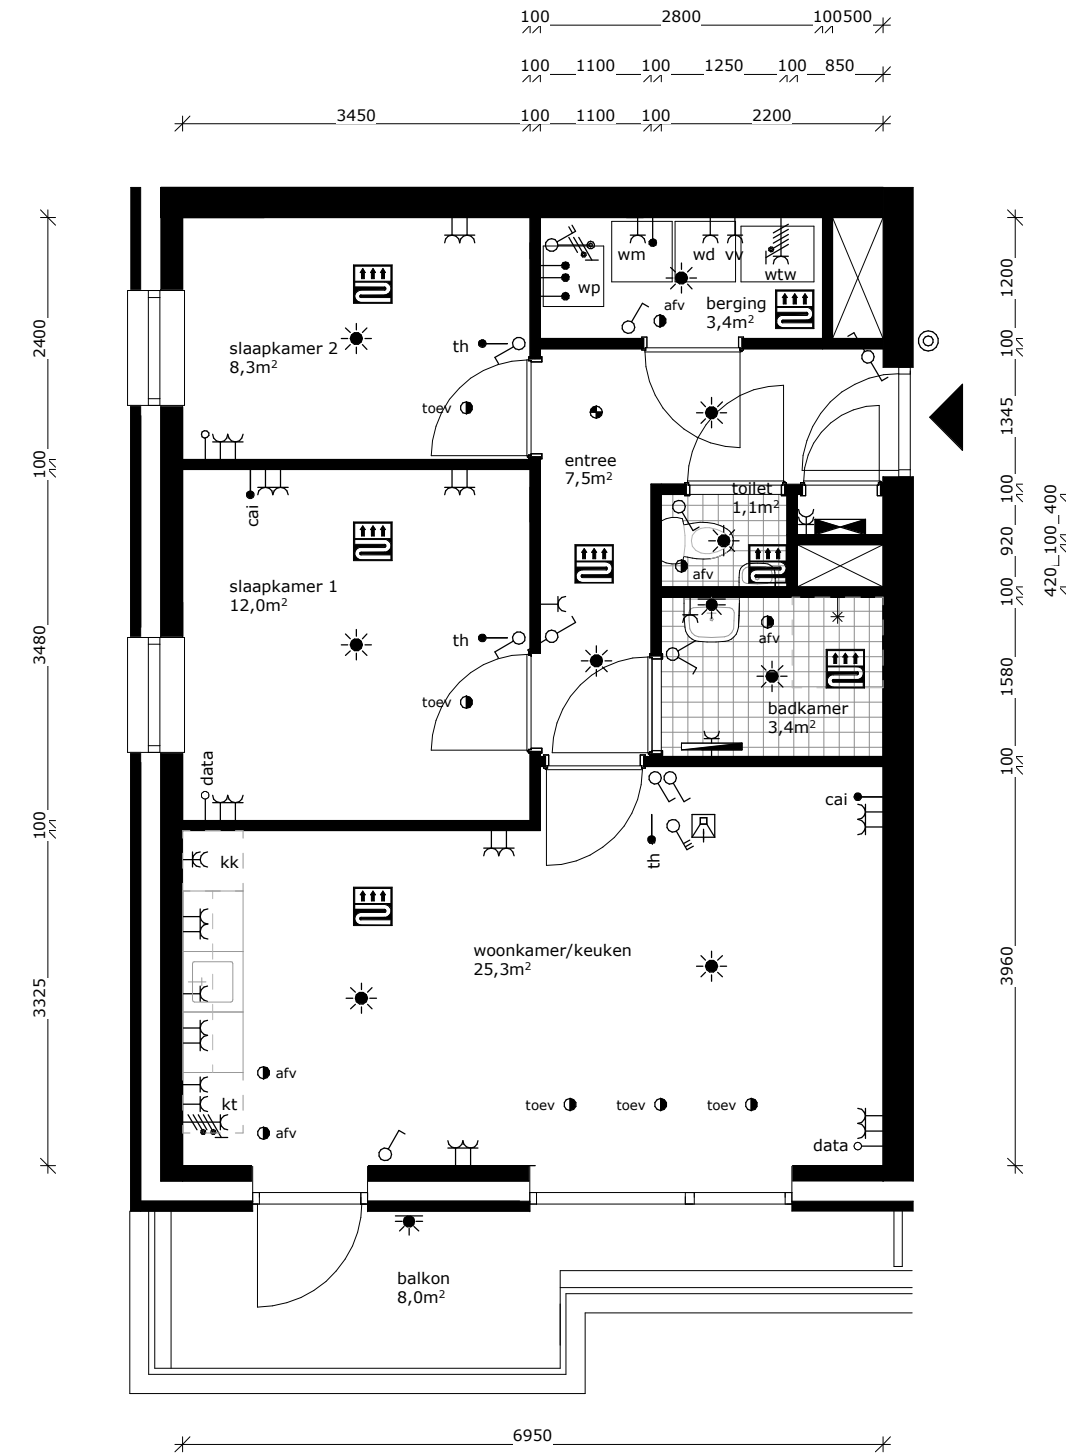 100 2800 100500
100 1100 100 1250 100 850
3450 100 1100 100 2200
2400
100
3480
100
3325
1200
100
1345
100
920
100
1580
100
3960
420 100 400
wm
wd
vv
wtw
wp
afv
berging
3,4m²
slaapkamer 2
8,3m²
th
toev
entree
7,5m²
toilet
1,1m²
afv
cai
slaapkamer 1
12,0m²
th
toev
afv
badkamer
3,4m²
data
cai
th
kk
woonkamer/keuken
25,3m²
afv
kt
afv
toev
toev
toev
data
balkon
8,0m²
6950